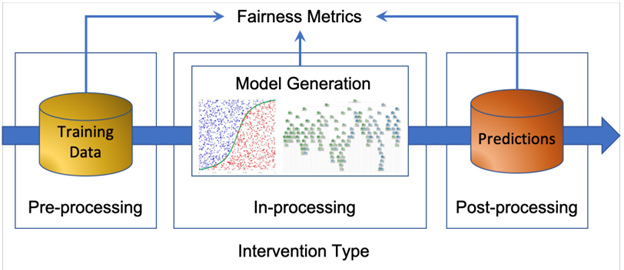 Fairness Metrics
Model Generation
Training
Data
Predictions
Pre-processing
In-processing
Post-processing
Intervention Type